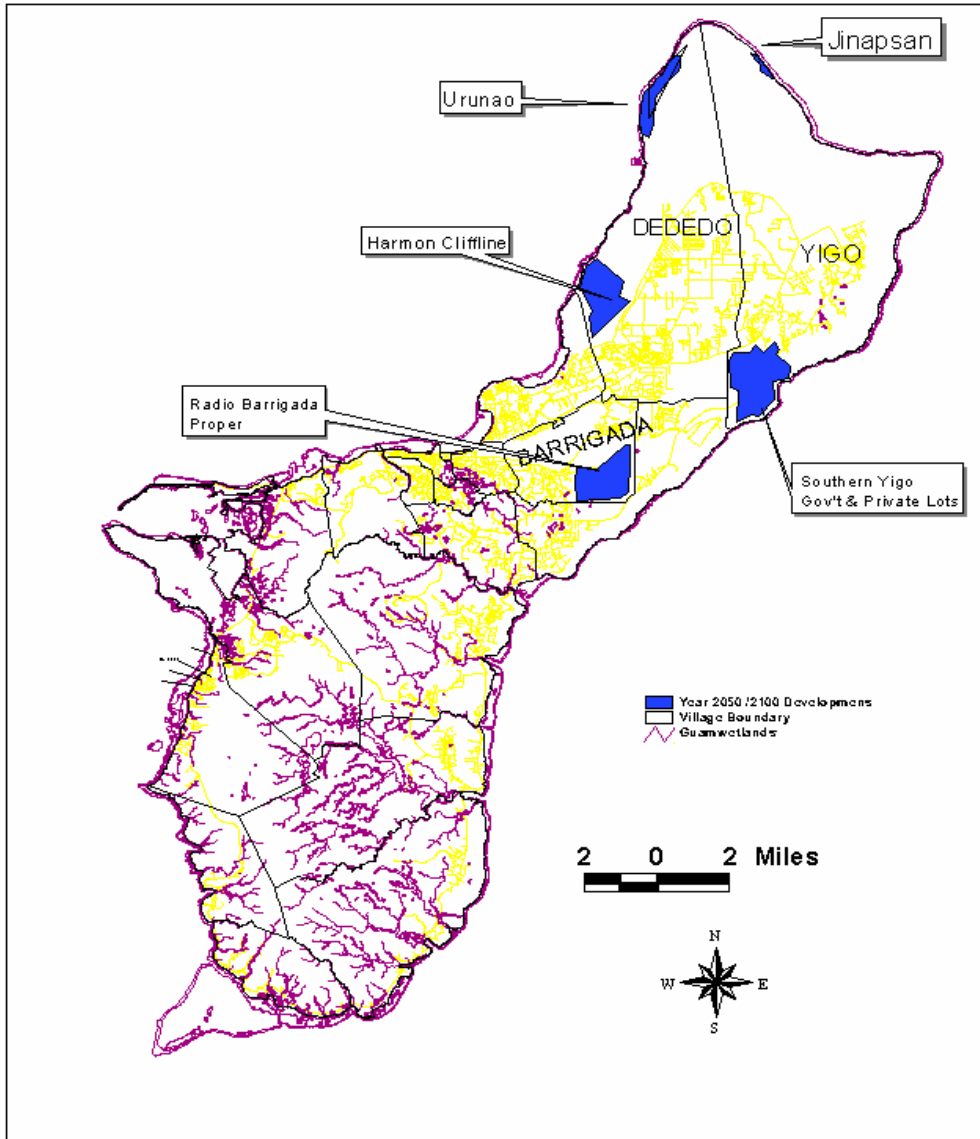 Jinapsan
Urunao
DEDEDO
YIGO
Harmon Cliffline
Radio Barrigada
Proper
BARRIGADA
Southern Yigo
Gov't & Private Lots
Year 2050/2100 Developmens
Village Boundary
Guamwetlands
2 0 2 Miles
N
W E
S